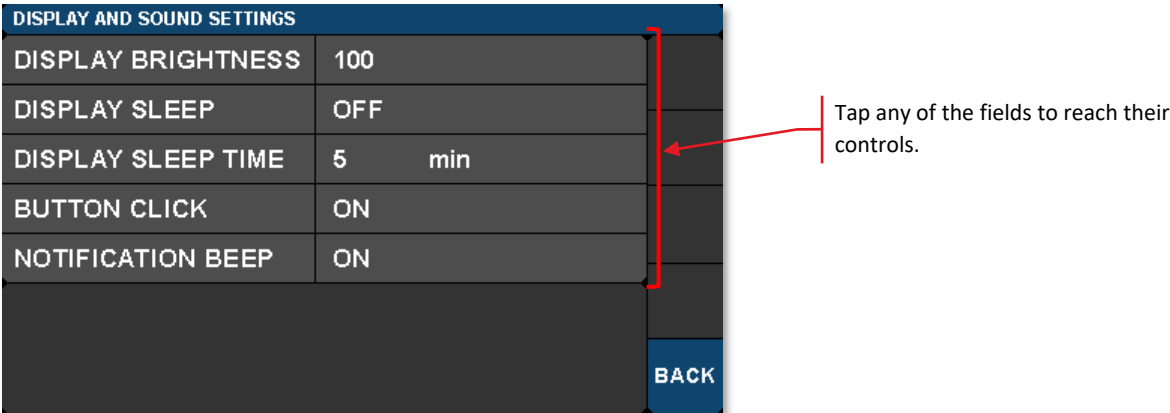 DISPLAY AND SOUND SETTINGS
DISPLAY BRIGHTNESS 100
DISPLAY SLEEP OFF
DISPLAY SLEEP TIME 5 min
BUTTON CLICK ON
NOTIFICATION BEEP ON
BACK
Tap any of the fields to reach their
controls.